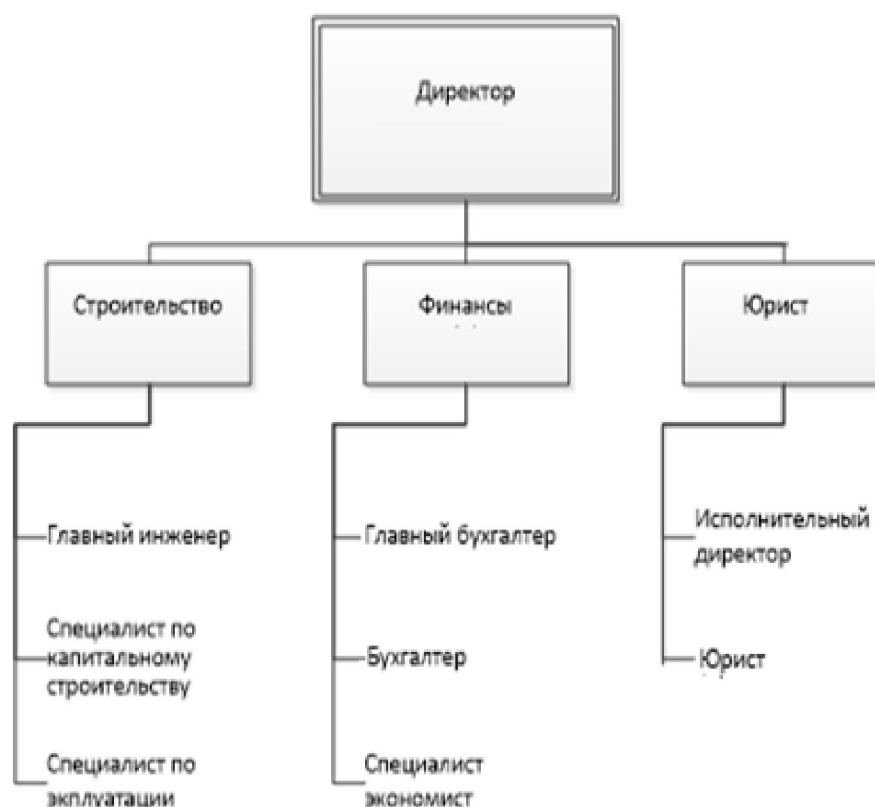 Директор
Строительство
Финансы
Юрист
Главный инженер
Специалист по
капитальному
строительству
Специалист по
экплуатации
Главный бухгалтер
Бухгалтер
Специалист
экономист
Исполнительный
директор
Юрист